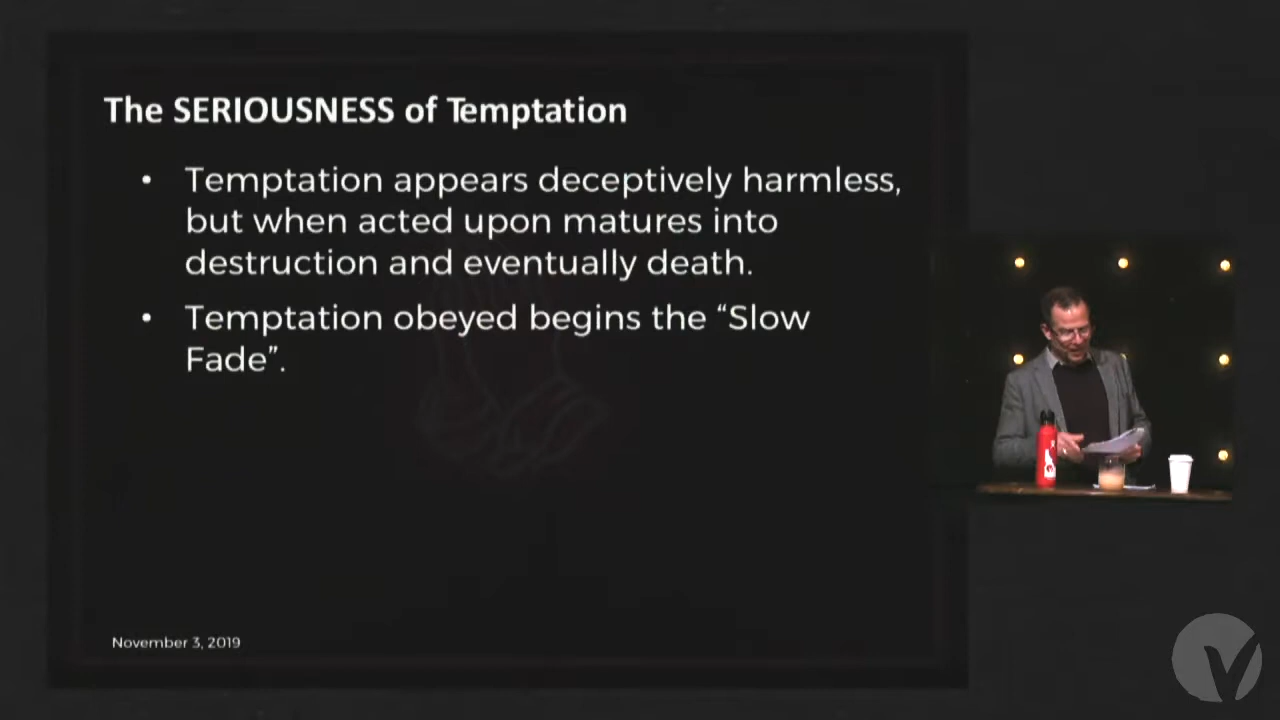 The SERIOUSNESS of Temptation
• Temptation appears deceptively harmless,
but when acted upon matures into
destruction and eventually death.
• Temptation obeyed begins the “Slow
Fade”.
November 3, 2019